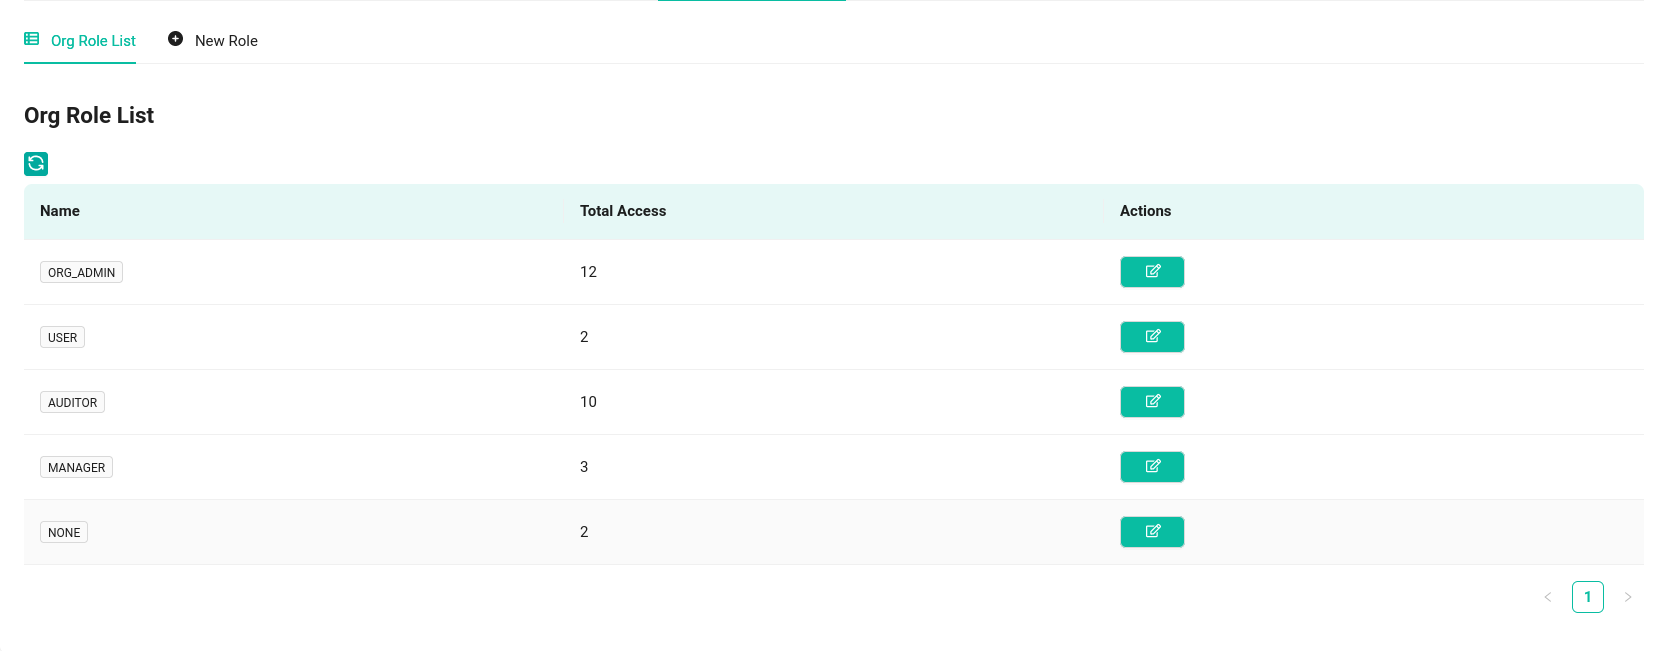 Org Role List
New Role
Org Role List
Name Total Access Actions
ORG_ADMIN 12
USER 2
AUDITOR 10
MANAGER 3
NONE 2
1